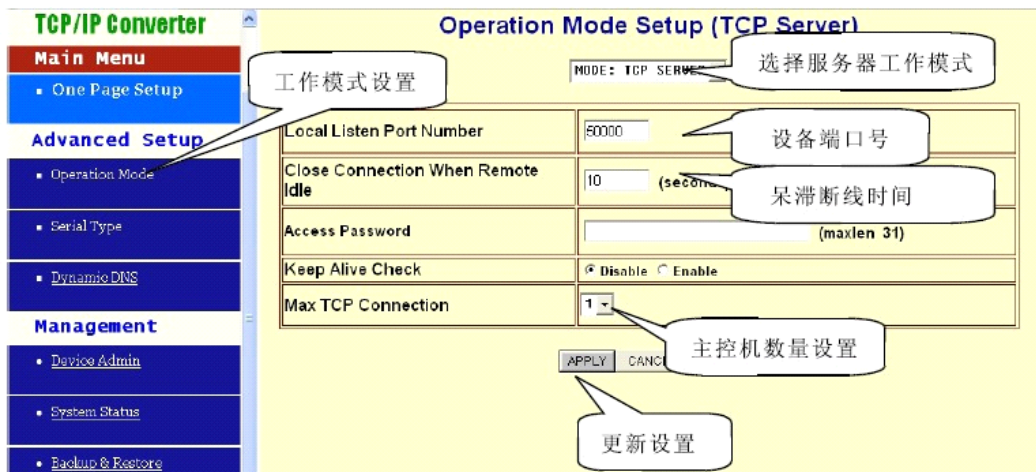 TCP/IP Converter
Main Menu
One Page Setup
Advanced Setup
Operation Mode
Serial Type
Dynamic DNS
Management
Device Admin
System Status
Backup & Restore
工作模式设置
Operation Mode Setup (TCP Server)
MODE: TCP SERVER
选择服务器工作模式
Local Listen Port Number
50000
设备端口号
Close Connection When Remote
Idle
10
呆滞断线时间
Access Password
(maxlen 31)
Keep Alive Check
Disable
Enable
Max TCP Connection
1
主控机数量设置
APPLY
更新设置